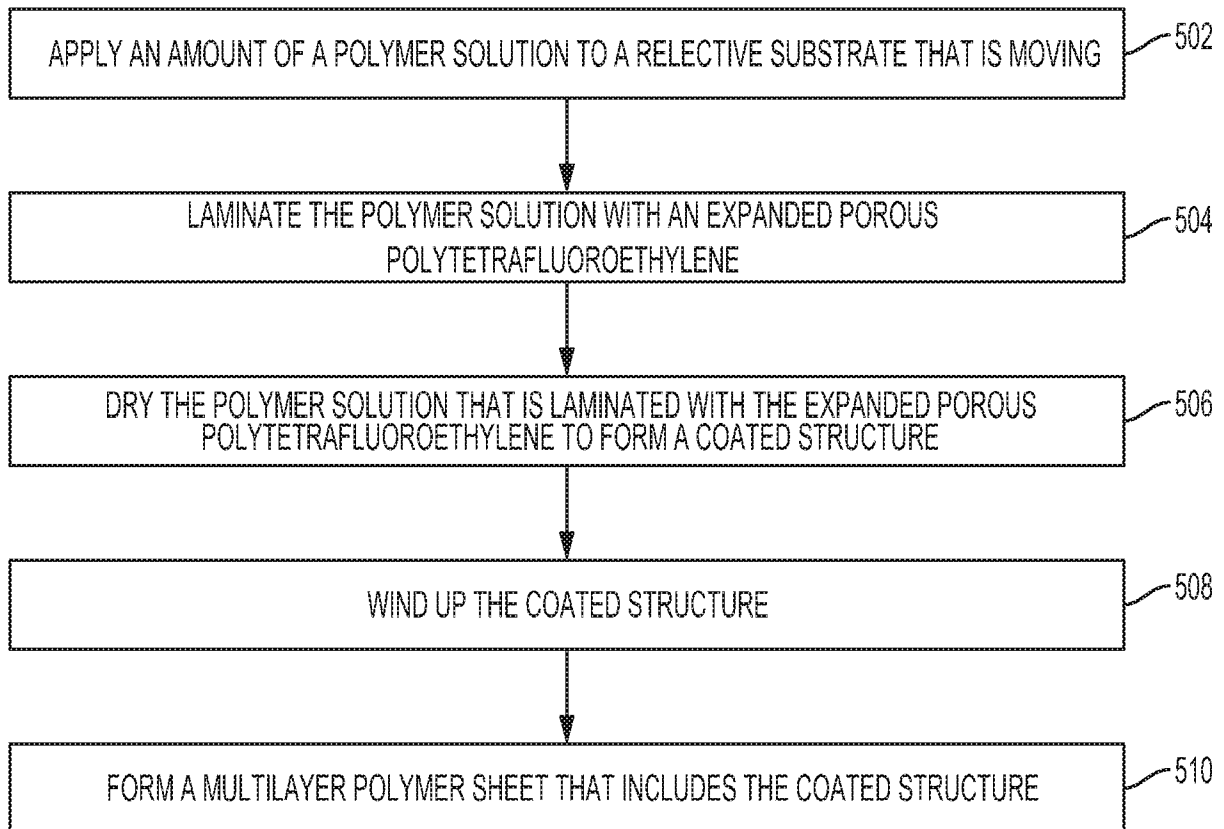 APPLY AN AMOUNT OF A POLYMER SOLUTION TO A RELECTIVE SUBSTRATE THAT IS MOVING
502
LAMINATE THE POLYMER SOLUTION WITH AN EXPANDED POROUS
POLYTETRAFLUOROETHYLENE
504
DRY THE POLYMER SOLUTION THAT IS LAMINATED WITH THE EXPANDED POROUS
POLYTETRAFLUOROETHYLENE TO FORM A COATED STRUCTURE
506
WIND UP THE COATED STRUCTURE
508
FORM A MULTILAYER POLYMER SHEET THAT INCLUDES THE COATED STRUCTURE
510